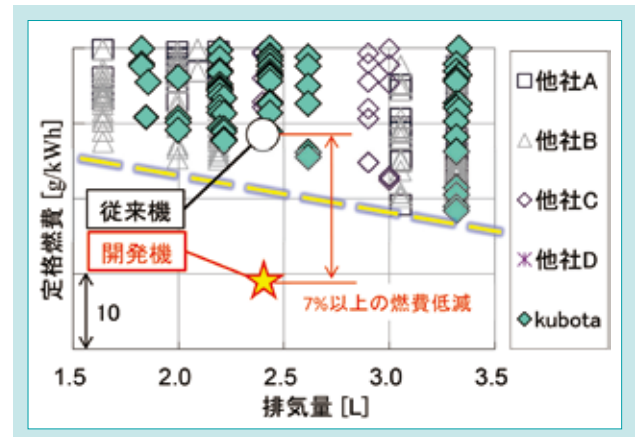 定格燃費 [g/kWh]
従来機
開発機
10
7%以上の燃費低減
1.5
2.0
2.5
3.0
3.5
排気量 [L]
他社A
他社B
他社C
他社D
kubota